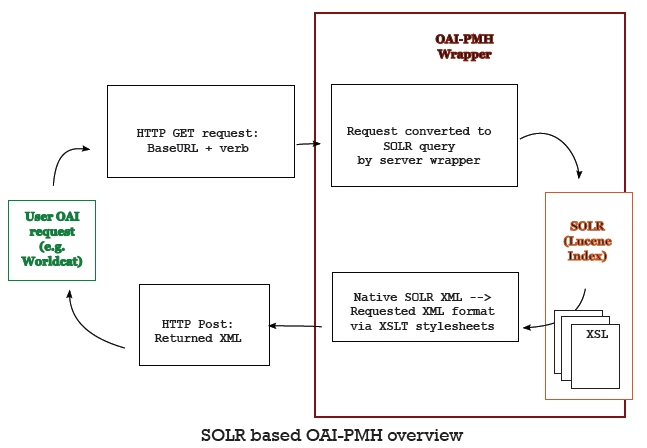 OAI-PMH
Wrapper
HTTP GET request:
BaseURL + verb
Request converted to
SOLR query
by server wrapper
User OAI
request
(e.g.
Worldcat)
SOLR
(Lucene
Index)
Native SOLR XML -->
Requested XML format
via XSLT stylesheets
HTTP Post:
Returned XML
XSL
SOLR based OAI-PMH overview